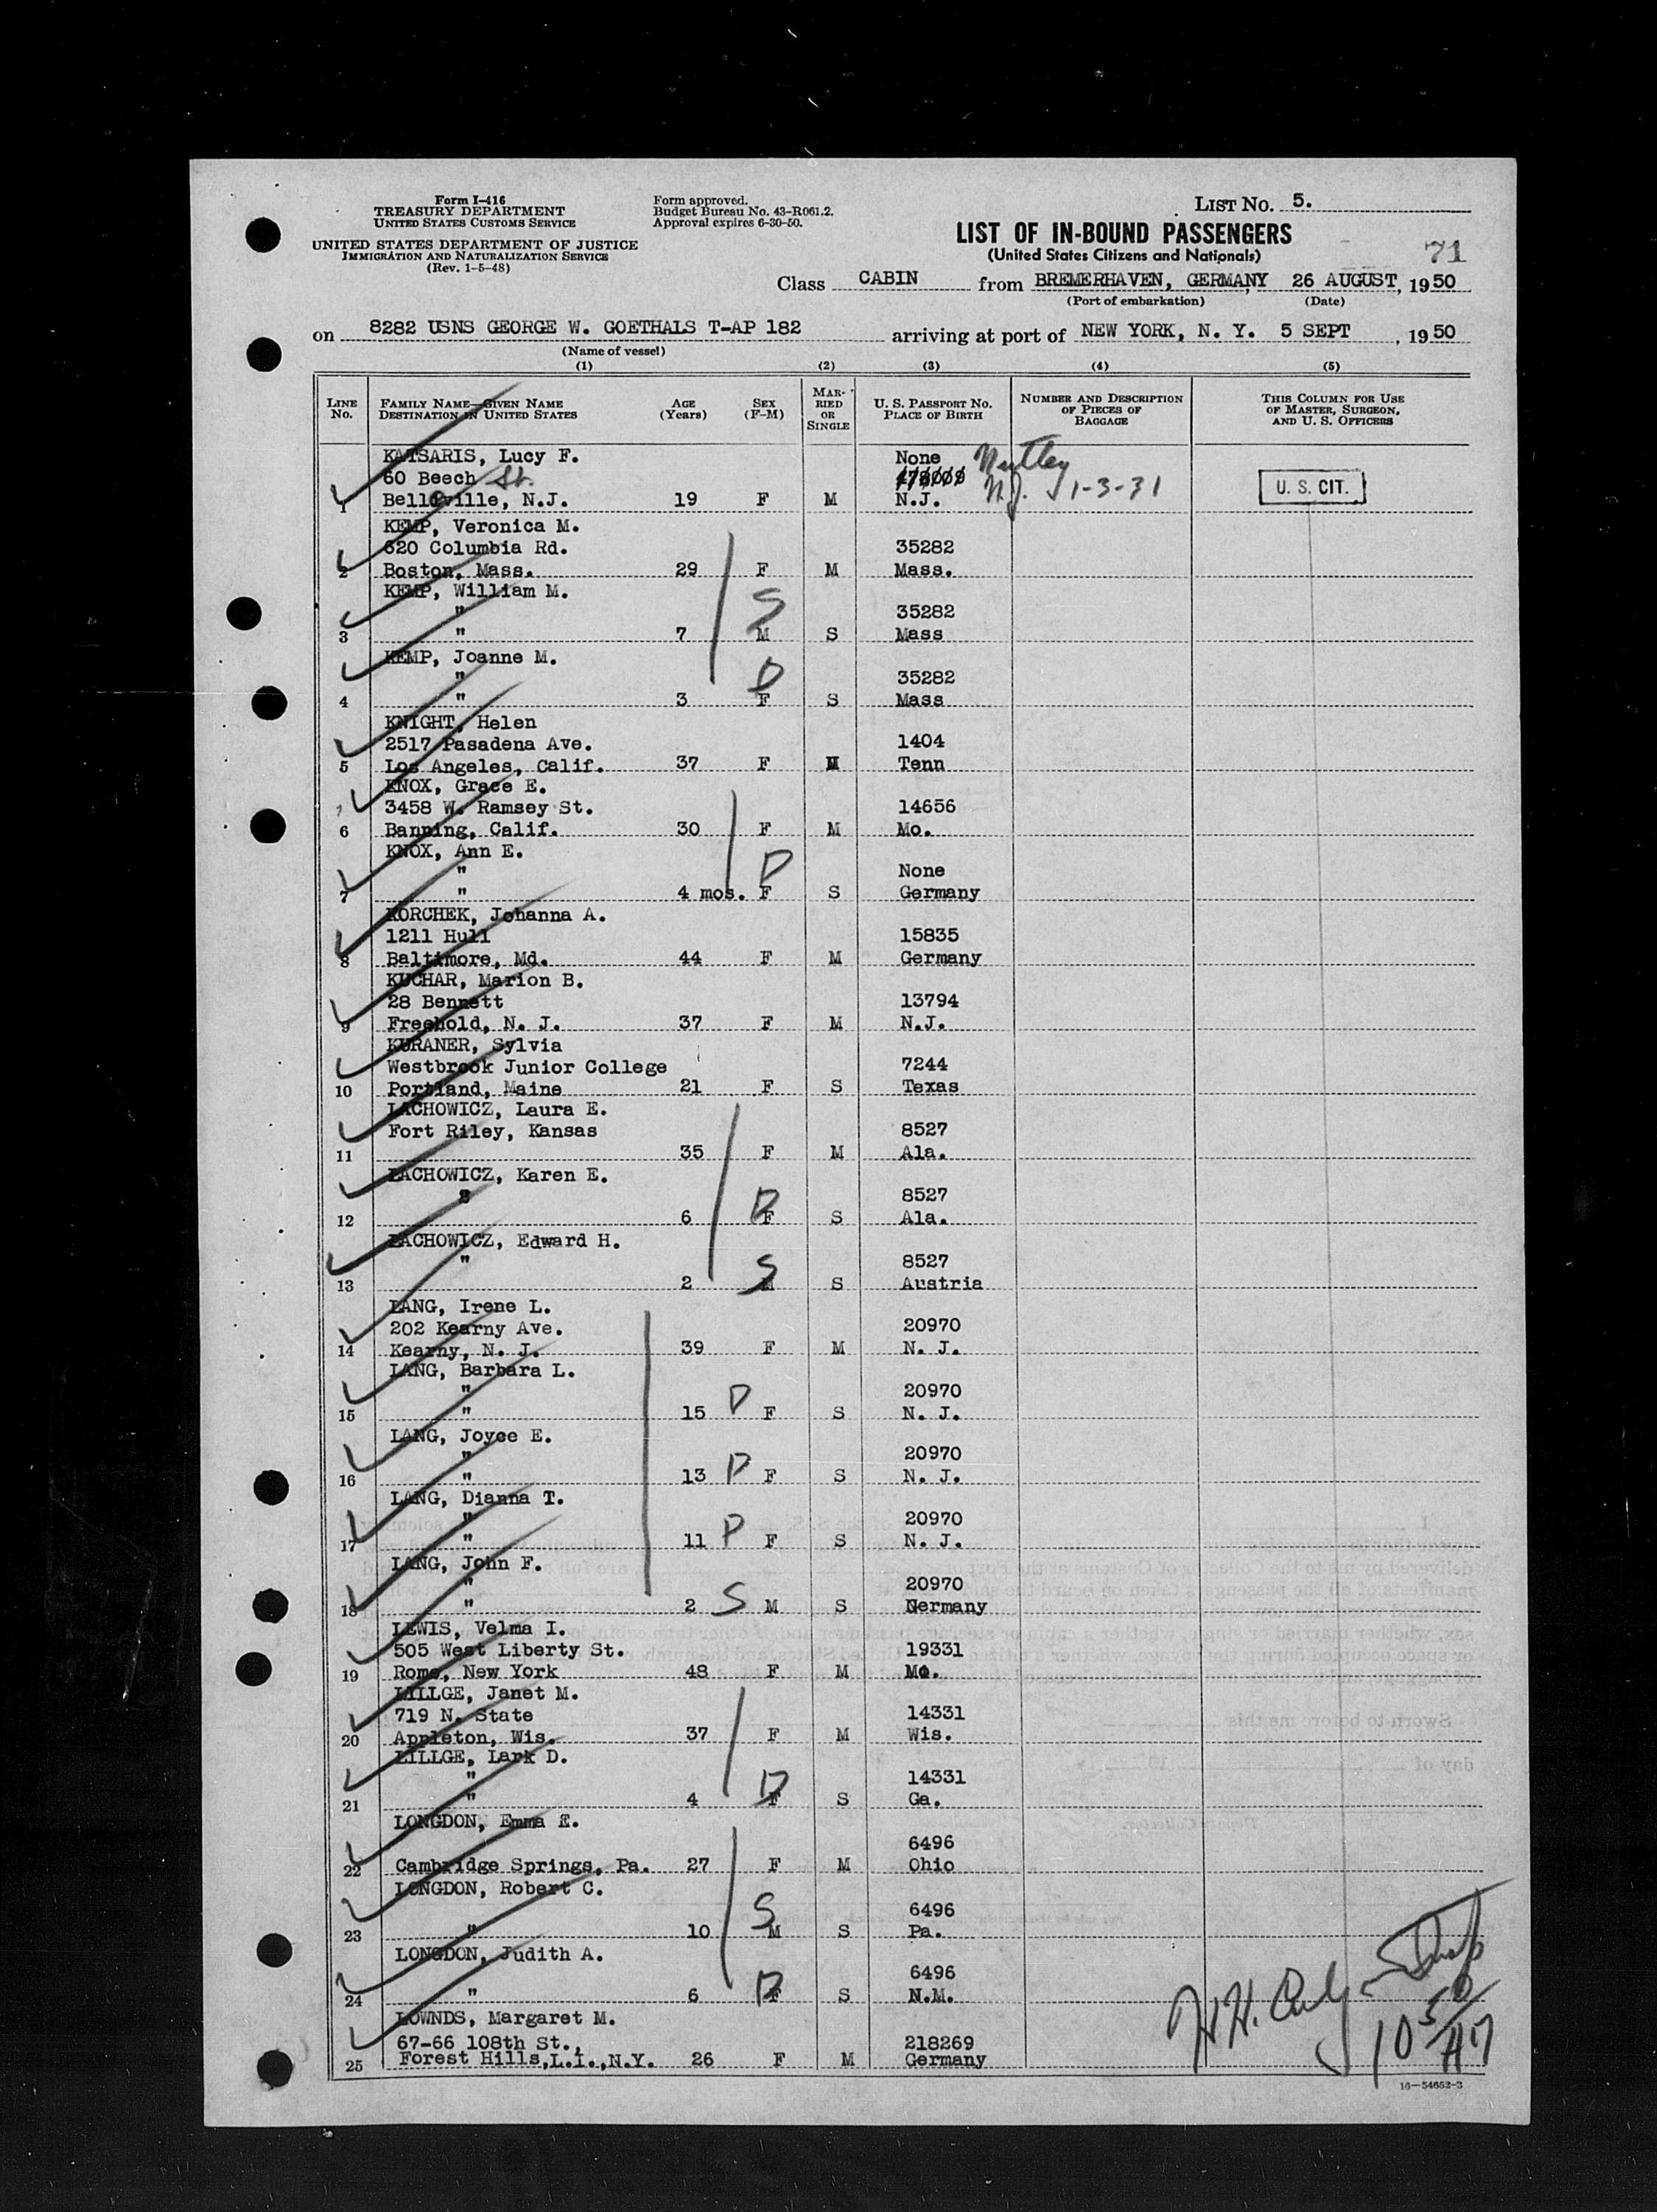 Form I-416
TREASURY DEPARTMENT
UNITED STATES CUSTOMS SERVICE
UNITED STATES DEPARTMENT OF JUSTICE
IMMIGRATION AND NATURALIZATION SERVICE
(Rev. 1-5-48)
Form approved.
Budget Bureau No. 43-R061.2.
Approval expires 6-30-50.
LIST No. 5.
LIST OF IN-BOUND PASSENGERS
(United States Citizens and Nationals)
71
Class CABIN from BREMERHAVEN, GERMANY 26 AUGUST, 1950
(Port of embarkation) (Date)
on 8282 USNS GEORGE W. GOETHALS T-AP 182 arriving at port of NEW YORK, N. Y. 5 SEPT, 1950
(Name of vessel)
(1) (2) (3) (4) (5)
LINE No. FAMILY NAME—GIVEN NAME DESTINATION IN UNITED STATES AGE (Years) SEX (F-M) MARRIED OR SINGLE U. S. PASSPORT No. PLACE OF BIRTH NUMBER AND DESCRIPTION OF PIECES OF BAGGAGE THIS COLUMN FOR USE OF MASTER, SURGEON, AND U. S. OFFICERS
KATSARIS, Lucy F. None Nutley
60 Beech St.
1 Belleville, N.J. 19 F M N.J. N.J. 1-3-31 U. S. CIT.
KEMP, Veronica M.
620 Columbia Rd. 35282
2 Boston, Mass. 29 F M Mass.
KEMP, William M.
" 35282 S
3 " 7 M S Mass
KEMP, Joanne M.
" 35282 D
4 " 3 F S Mass
KNIGHT, Helen
2517 Pasadena Ave. 1404
5 Los Angeles, Calif. 37 F M Tenn
KNOX, Grace E.
3458 W. Ramsey St. 14656
6 Banning, Calif. 30 F M Mo.
KNOX, Ann E.
" D None
7 " 4 mos. F S Germany
KORCHEK, Johanna A.
1211 Hull 15835
8 Baltimore, Md. 44 F M Germany
KUCHAR, Marion B.
28 Bennett 13794
9 Freehold, N. J. 37 F M N.J.
KURANER, Sylvia
Westbrook Junior College 7244
10 Portland, Maine 21 F S Texas
LACHOWICZ, Laura E.
Fort Riley, Kansas 8527
11 35 F M Ala.
LACHOWICZ, Karen E.
" D 8527
12 6 F S Ala.
LACHOWICZ, Edward H.
" S 8527
13 2 M S Austria
LANG, Irene L.
202 Kearny Ave. 20970
14 Kearny, N. J. 39 F M N. J.
LANG, Barbara L.
" 20970
15 " 15 D F S N. J.
LANG, Joyce E.
" 20970
16 " 13 D F S N. J.
LANG, Dianna T.
" 20970
17 " 11 D F S N. J.
LANG, John F.
" 20970
18 " 2 S M S Germany
LEWIS, Velma I.
505 West Liberty St. 19331
19 Rome, New York 48 F M Mo.
LILLGE, Janet M.
719 N. State 14331
20 Appleton, Wis. 37 F M Wis.
LILLGE, Lark D.
" D 14331
21 " 4 F S Ga.
LONGDON, Emma E.
6496
22 Cambridge Springs, Pa. 27 F M Ohio
LONGDON, Robert C.
S 6496
23 " 10 M S Pa.
LONGDON, Judith A.
6496
24 " 6 D F S N.M.
LOWNDS, Margaret M.
67-66 108th St., 218269
25 Forest Hills, L.I., N.Y. 26 F M Germany
16—54652-3